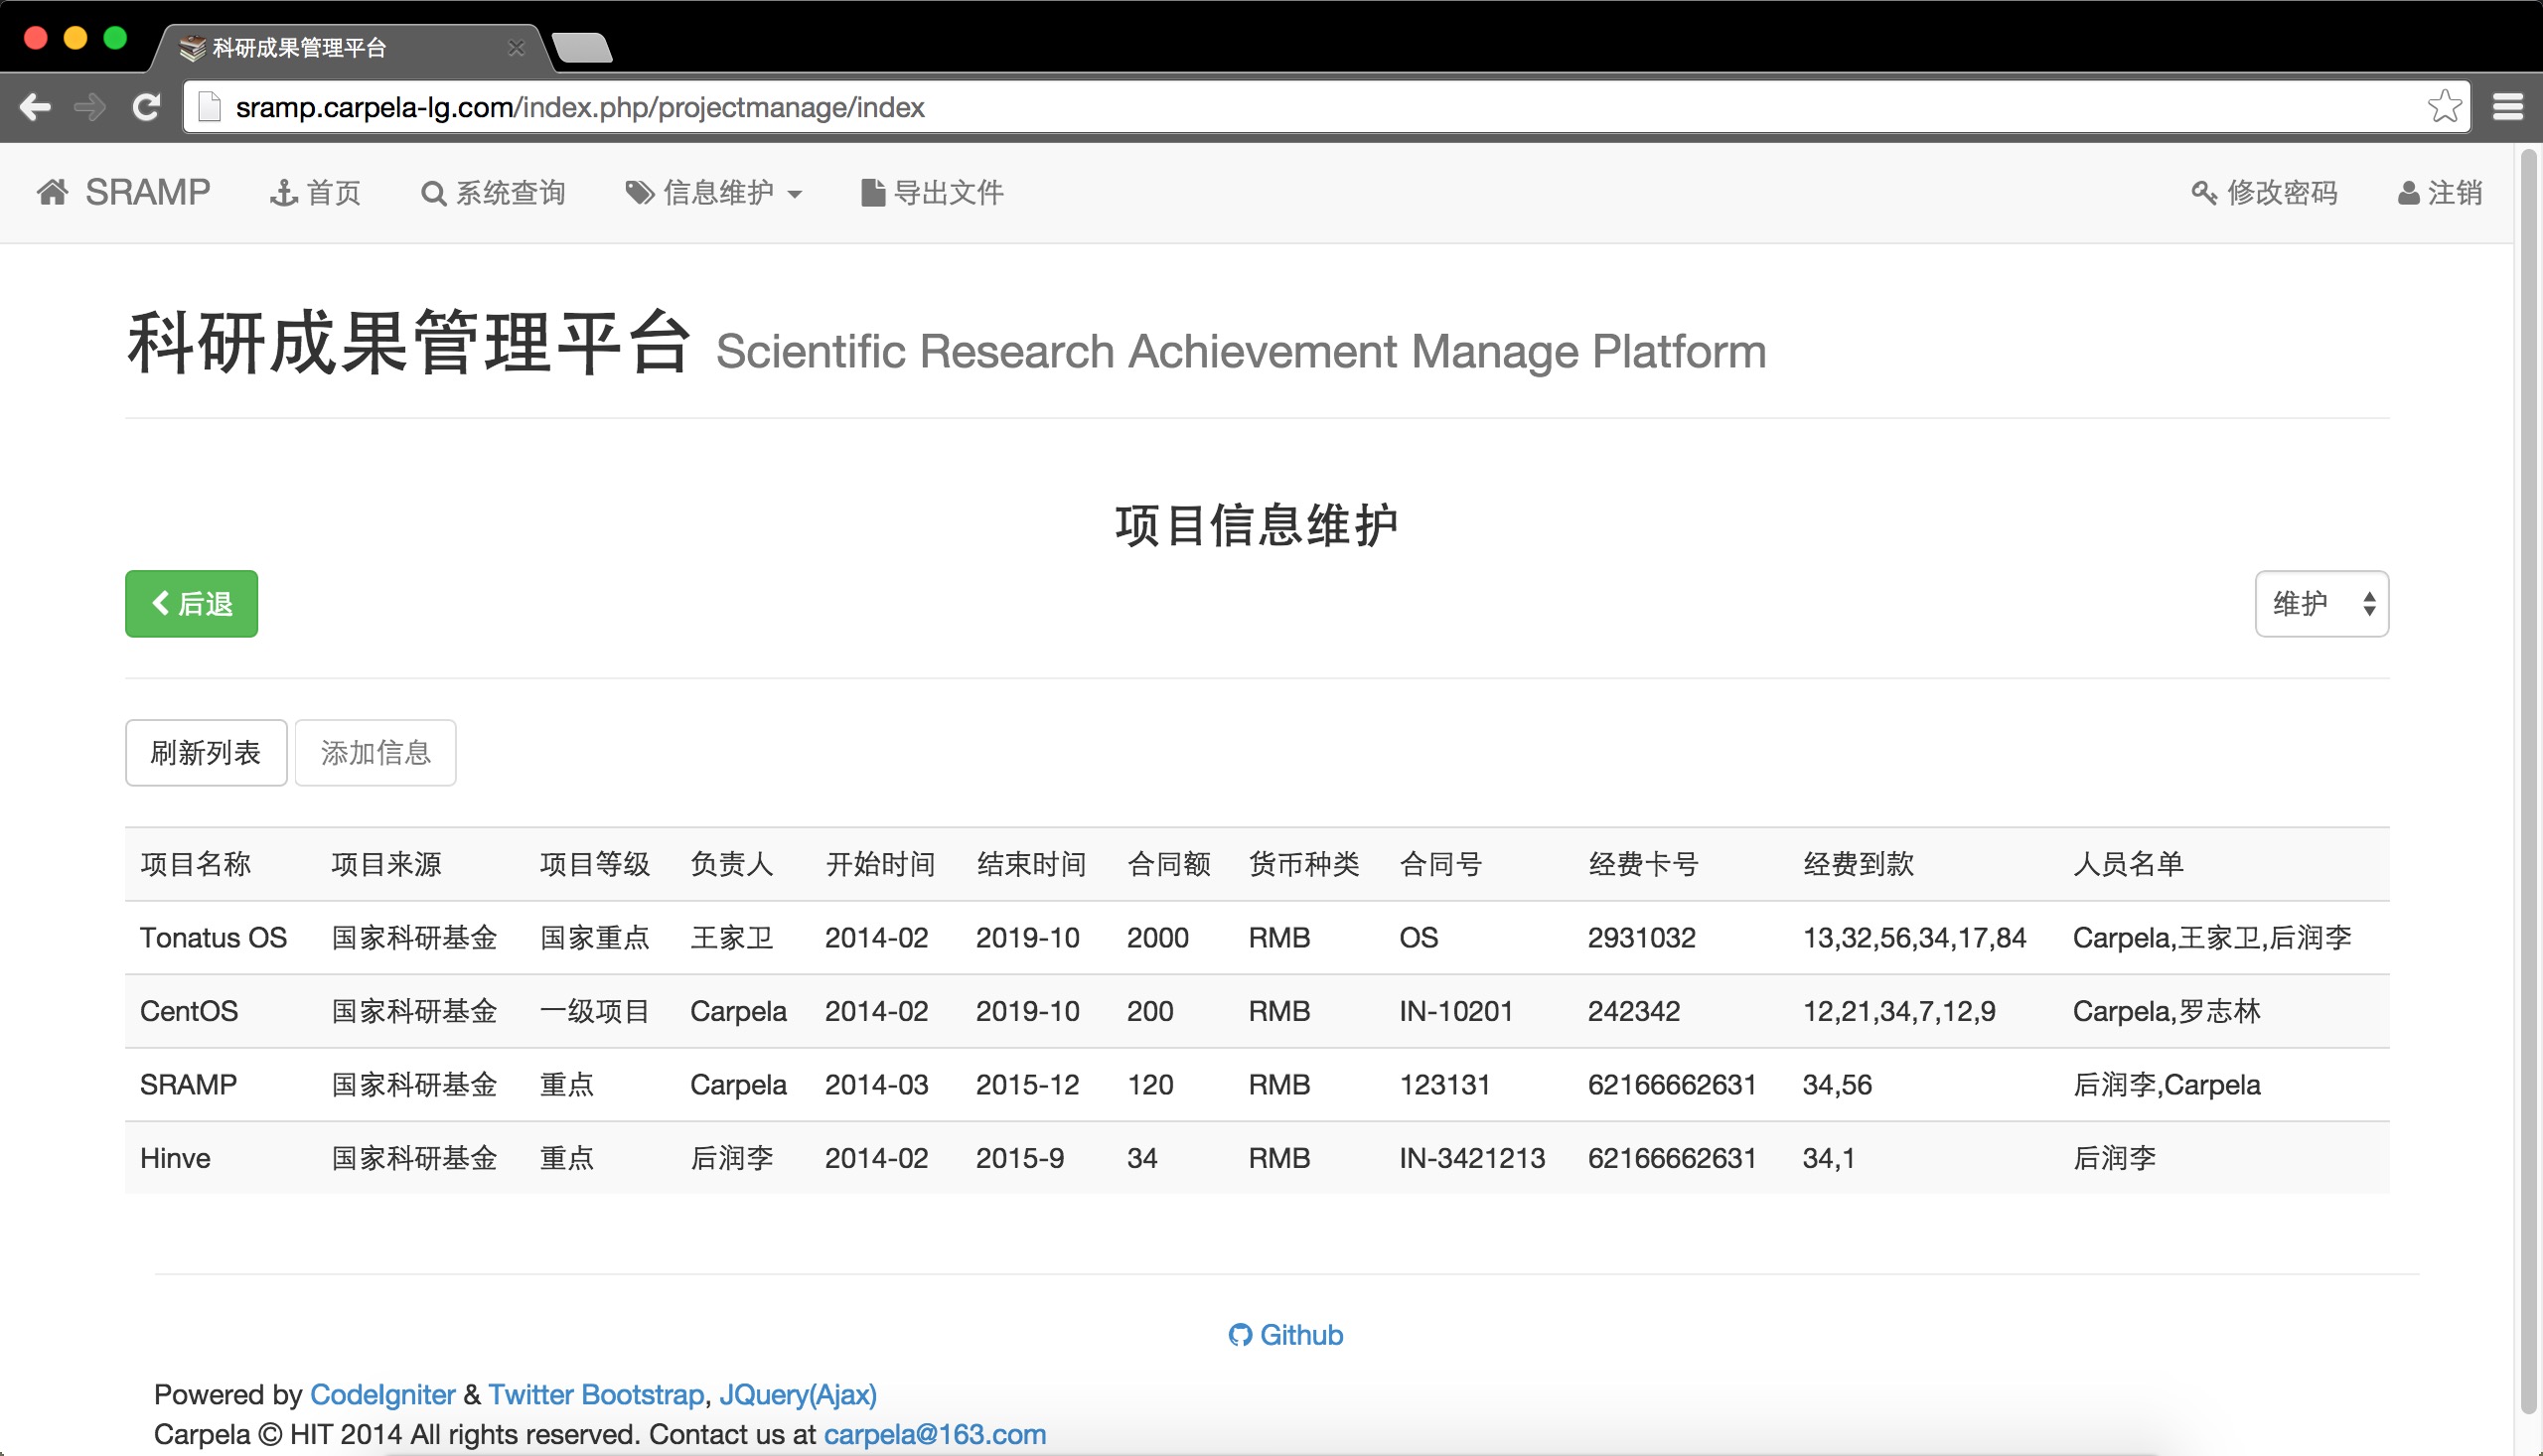 科研成果管理平台
sramp.carpela-lg.com/index.php/projectmanage/index
SRAMP 首页 系统查询 信息维护 导出文件 修改密码 注销
科研成果管理平台 Scientific Research Achievement Manage Platform
项目信息维护
后退 维护
刷新列表 添加信息
项目名称 项目来源 项目等级 负责人 开始时间 结束时间 合同额 货币种类 合同号 经费卡号 经费到款 人员名单
Tonatus OS 国家科研基金 国家重点 王家卫 2014-02 2019-10 2000 RMB OS 2931032 13,32,56,34,17,84 Carpela,王家卫,后润李
CentOS 国家科研基金 一级项目 Carpela 2014-02 2019-10 200 RMB IN-10201 242342 12,21,34,7,12,9 Carpela,罗志林
SRAMP 国家科研基金 重点 Carpela 2014-03 2015-12 120 RMB 123131 62166662631 34,56 后润李,Carpela
Hinve 国家科研基金 重点 后润李 2014-02 2015-9 34 RMB IN-3421213 62166662631 34,1 后润李
Github
Powered by CodeIgniter & Twitter Bootstrap, JQuery(Ajax)
Carpela © HIT 2014 All rights reserved. Contact us at carpela@163.com